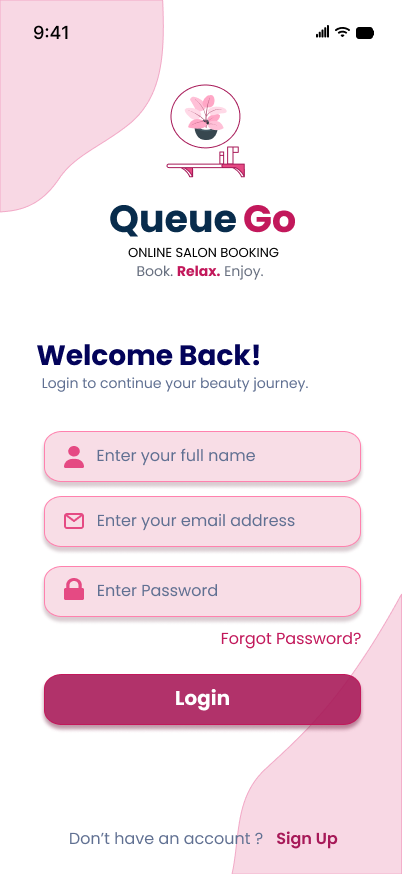 9:41
Queue Go
ONLINE SALON BOOKING
Book. Relax. Enjoy.
Welcome Back!
Login to continue your beauty journey.
Enter your full name
Enter your email address
Enter Password
Forgot Password?
Login
Don’t have an account ? Sign Up